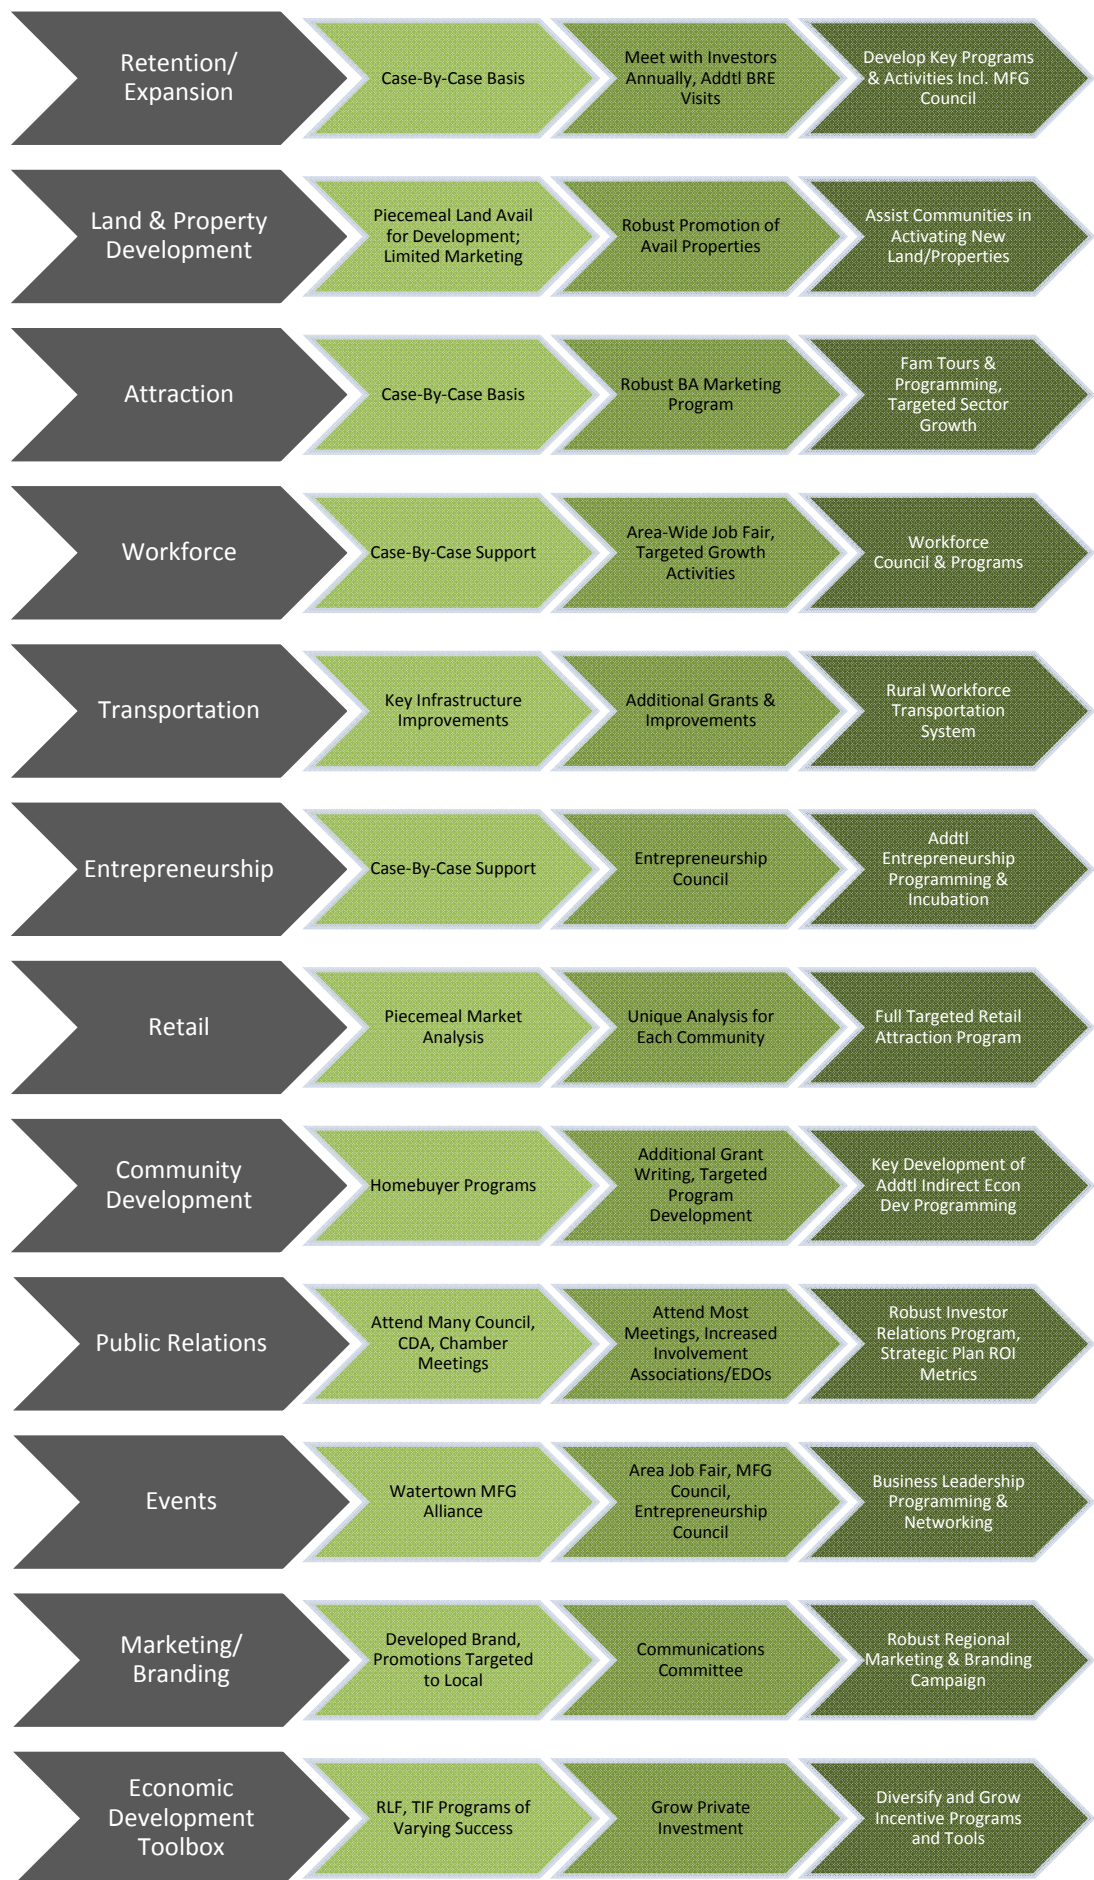 Retention/
Expansion
Case-By-Case Basis
Meet with Investors
Annually, Addtl BRE
Visits
Develop Key Programs
& Activities Incl. MFG
Council
Land & Property
Development
Piecemeal Land Avail
for Development;
Limited Marketing
Robust Promotion of
Avail Properties
Assist Communities in
Activating New
Land/Properties
Attraction
Case-By-Case Basis
Robust BA Marketing
Program
Fam Tours &
Programming,
Targeted Sector
Growth
Workforce
Case-By-Case Support
Area-Wide Job Fair,
Targeted Growth
Activities
Workforce
Council & Programs
Transportation
Key Infrastructure
Improvements
Additional Grants &
Improvements
Rural Workforce
Transportation
System
Entrepreneurship
Case-By-Case Support
Entrepreneurship
Council
Addtl
Entrepreneurship
Programming &
Incubation
Retail
Piecemeal Market
Analysis
Unique Analysis for
Each Community
Full Targeted Retail
Attraction Program
Community
Development
Homebuyer Programs
Additional Grant
Writing, Targeted
Program
Development
Key Development of
Addtl Indirect Econ
Dev Programming
Public Relations
Attend Many Council,
CDA, Chamber
Meetings
Attend Most
Meetings, Increased
Involvement
Associations/EDOs
Robust Investor
Relations Program,
Strategic Plan ROI
Metrics
Events
Watertown MFG
Alliance
Area Job Fair, MFG
Council,
Entrepreneurship
Council
Business Leadership
Programming &
Networking
Marketing/
Branding
Developed Brand,
Promotions Targeted
to Local
Communications
Committee
Robust Regional
Marketing & Branding
Campaign
Economic
Development
Toolbox
RLF, TIF Programs of
Varying Success
Grow Private
Investment
Diversify and Grow
Incentive Programs
and Tools